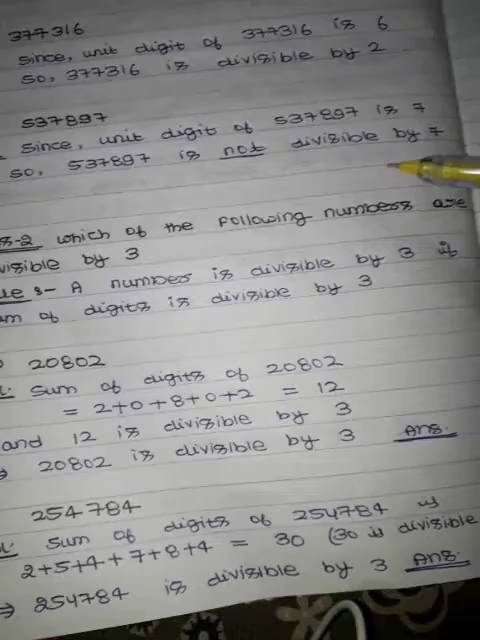 377316
Since, unit digit of 377316 is 6
So, 377316 is divisible by 2
537897
Since, unit digit of 537897 is 7
So, 537897 is not divisible by 7
s-2 which of the following numbers are
visible by 3
ue :- A number is divisible by 3 if
um of digits is divisible by 3
20802
Sum of digits of 20802
= 2+0+8+0+2 = 12
and 12 is divisible by 3
⇒ 20802 is divisible by 3 Ans.
254784
Sum of digits of 254784 is
2+5+4+7+8+4 = 30 (30 is divisible
⇒ 254784 is divisible by 3 Ans.